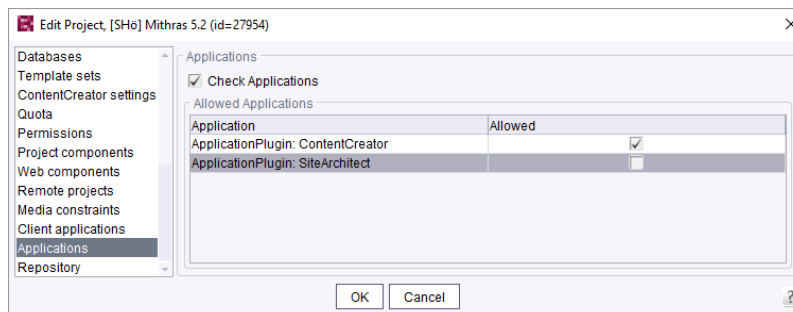 Edit Project, [SHô] Mithras 5.2 (id=27954)
Databases
Template sets
ContentCreator settings
Quota
Permissions
Project components
Web components
Remote projects
Media constraints
Client applications
Applications
Repository
Applications
Check Applications
Allowed Applications
Application Allowed
ApplicationPlugin: ContentCreator
ApplicationPlugin: SiteArchitect
OK Cancel
?